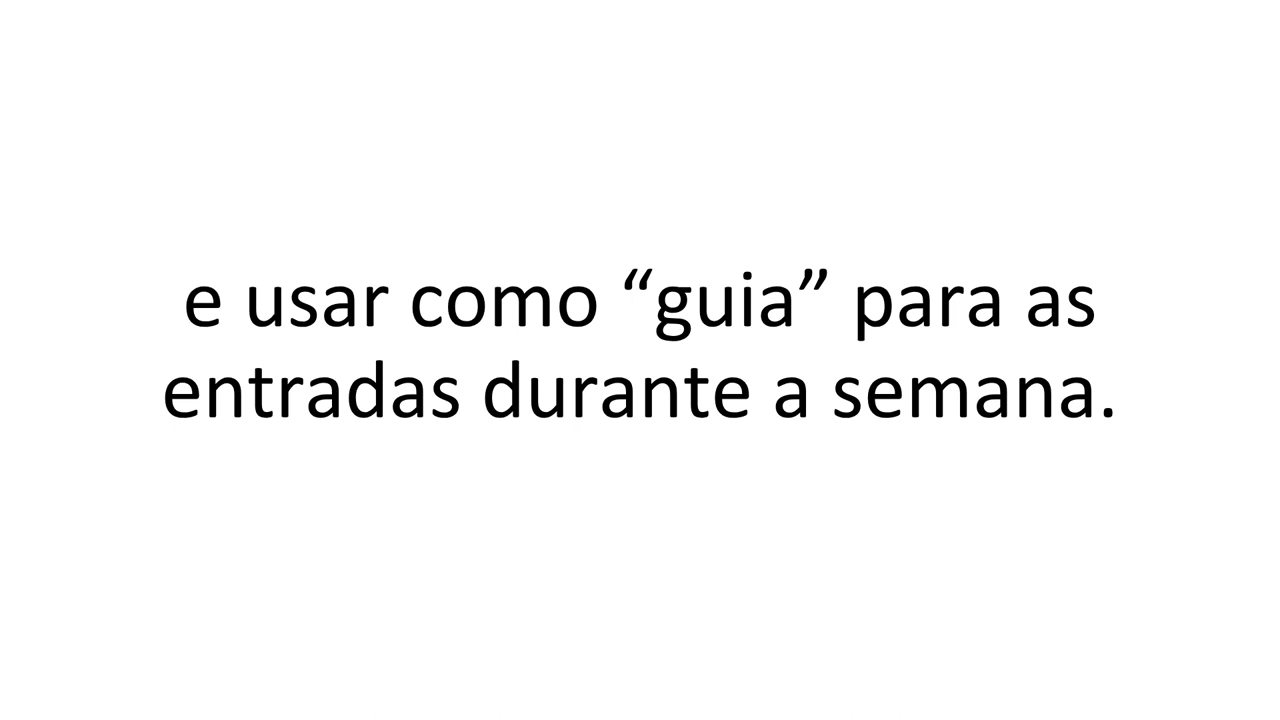 e usar como “guia” para as
entradas durante a semana.